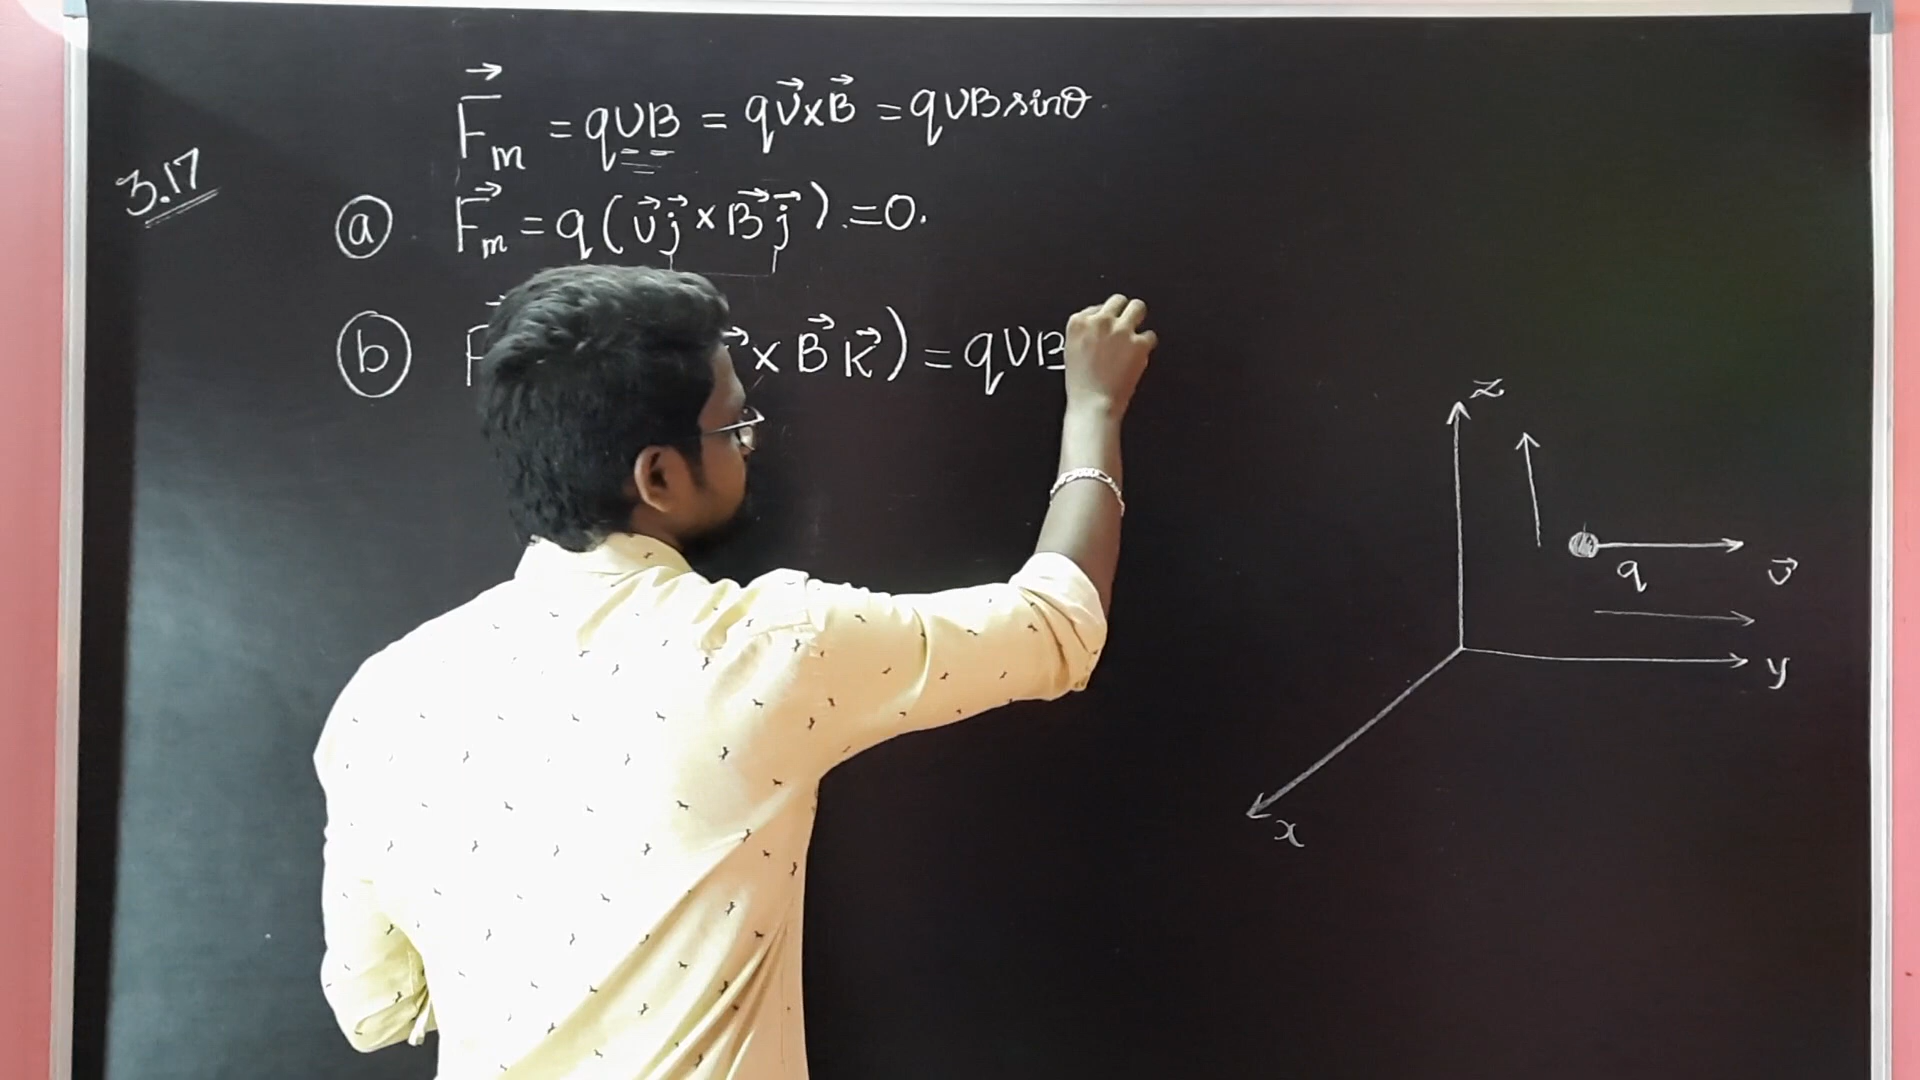 F⃗m = qVB = qv⃗×B⃗ = qVB sinθ
3.17
(a) F⃗m = q(v⃗j⃗ × B⃗j⃗) = 0.
(b) F × B⃗K⃗) = qVB
z
q
v⃗
y
x